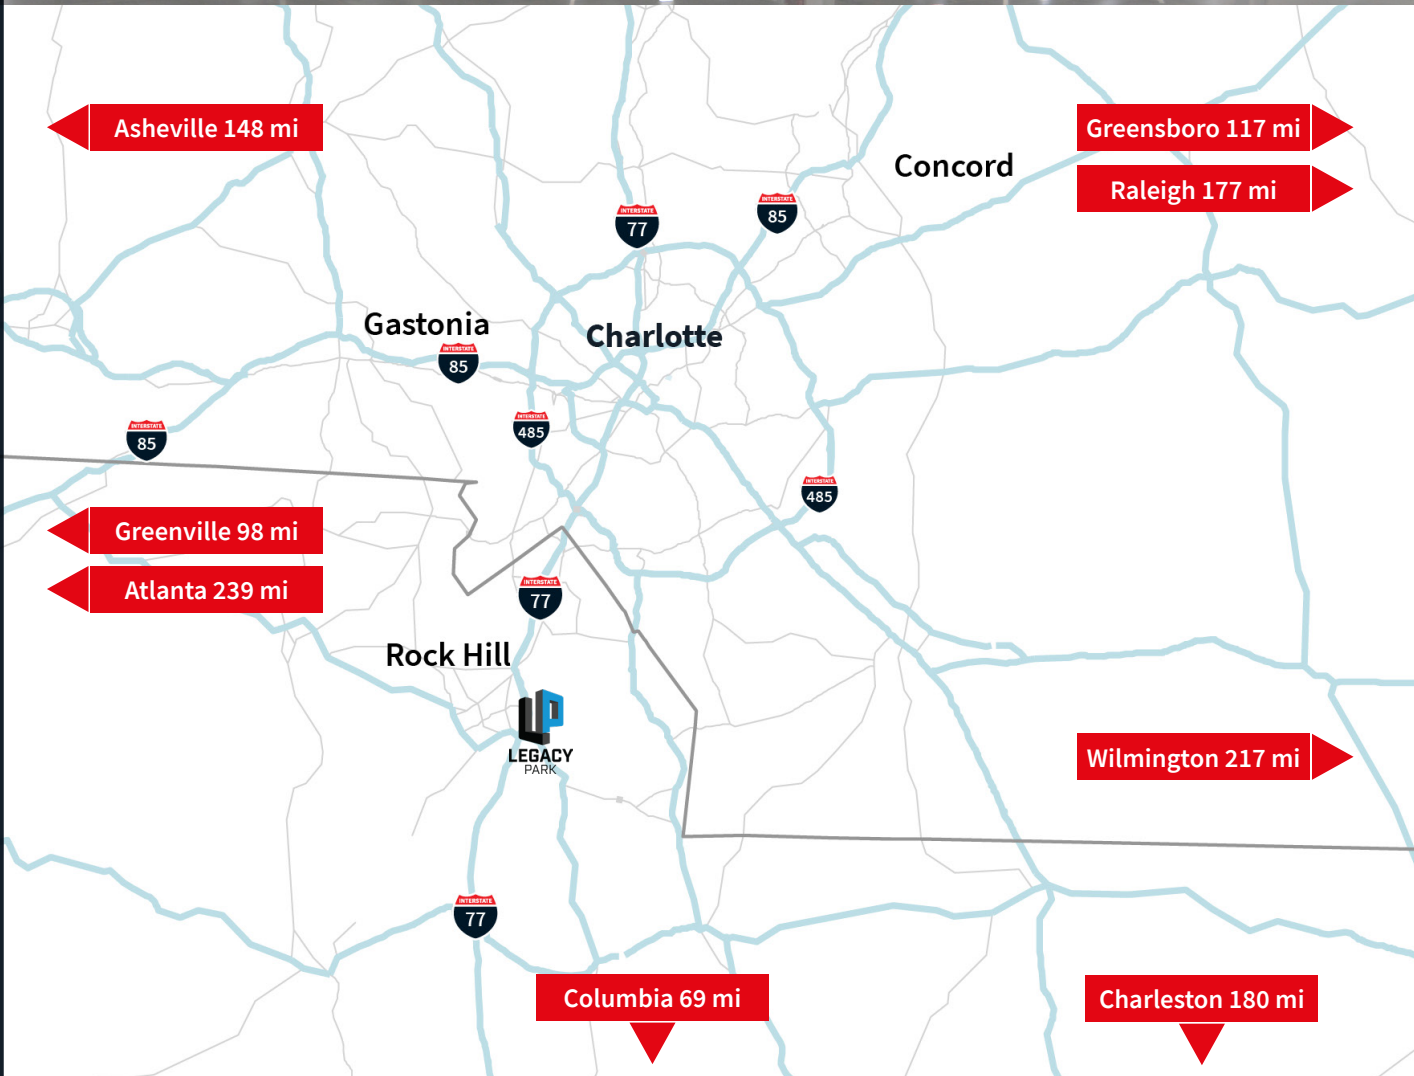 Asheville 148 mi
Greensboro 117 mi
Concord
Raleigh 177 mi
INTERSTATE
85
INTERSTATE
77
Gastonia
Charlotte
INTERSTATE
85
INTERSTATE
485
INTERSTATE
85
INTERSTATE
485
Greenville 98 mi
Atlanta 239 mi
INTERSTATE
77
Rock Hill
LEGACY
PARK
Wilmington 217 mi
INTERSTATE
77
Columbia 69 mi
Charleston 180 mi